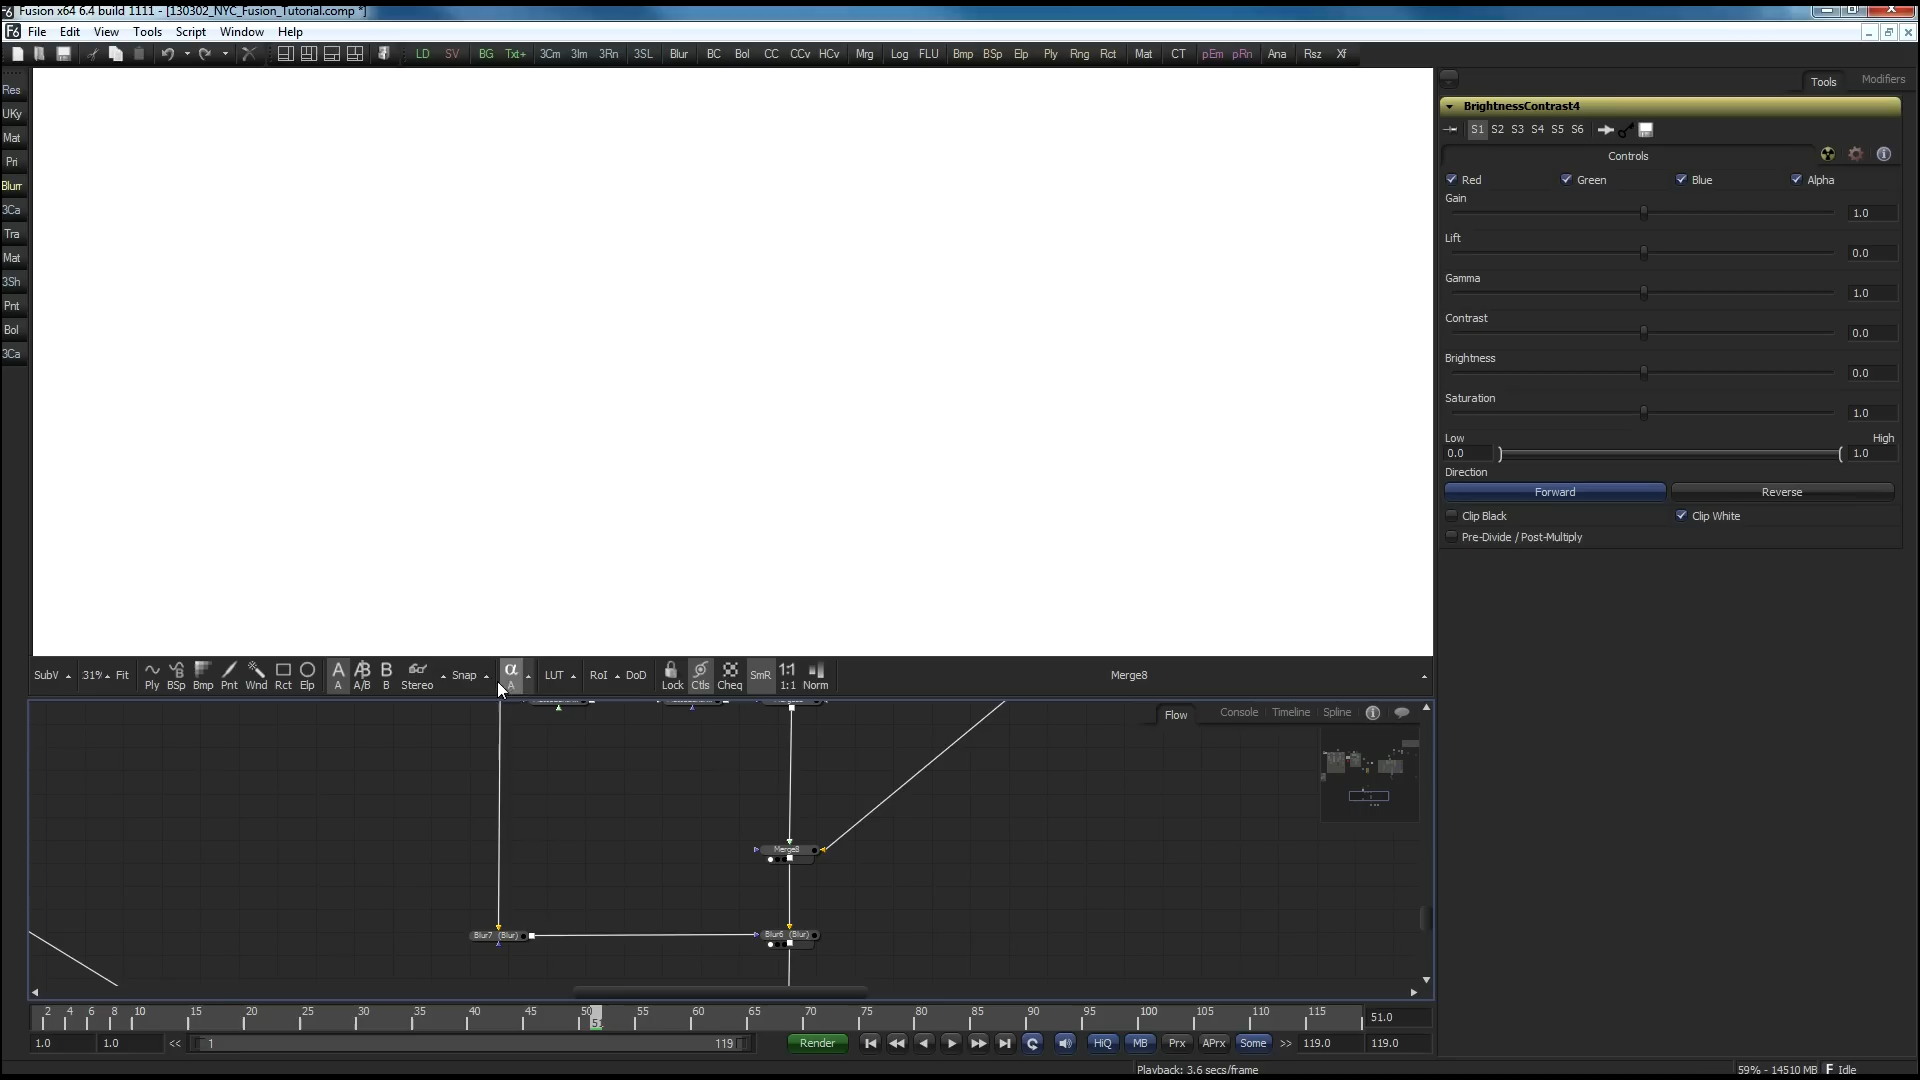 Fusion x64 6.4 build 1111 - [130302_NYC_Fusion_Tutorial.comp *]
File Edit View Tools Script Window Help
LD SV BG Txt+ 3Cm 3Im 3Rn 3SL Blur BC Bol CC CCv HCv Mrg Log FLU Bmp BSp Elp Ply Rng Rct Mat CT pEm pRn Ana Rsz Xf
Res
UKy
Mat
Pri
Blurr
3Ca
Tra
Mat
3Sh
Pnt
Bol
3Ca
Tools Modifiers
BrightnessContrast4
S1 S2 S3 S4 S5 S6
Controls
Red Green Blue Alpha
Gain
1.0
Lift
0.0
Gamma
1.0
Contrast
0.0
Brightness
0.0
Saturation
1.0
Low High
0.0 1.0
Direction
Forward Reverse
Clip Black Clip White
Pre-Divide / Post-Multiply
SubV 31% Fit Ply BSp Bmp Pnt Wnd Rct Elp A A A/B A/B B B Stereo Snap α A LUT RoI DoD Lock Ctls Cheq SmR 1:1 1:1 Norm Merge8
Flow Console Timeline Spline
Merge8
Blur7 (Blur) Blur6 (Blur)
2 4 6 8 10 15 20 25 30 35 40 45 50 55 60 65 70 75 80 85 90 95 100 105 110 115
51 51.0
1.0 1.0 << 1 119 Render HiQ MB Prx APrx Some >> 119.0 119.0
Playback: 3.6 secs/frame 59% - 14510 MB Idle